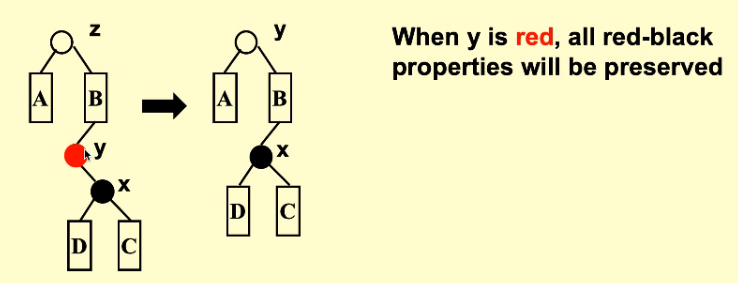 z
A
B
y
x
D
C
y
A
B
x
D
C
When y is red, all red-black
properties will be preserved